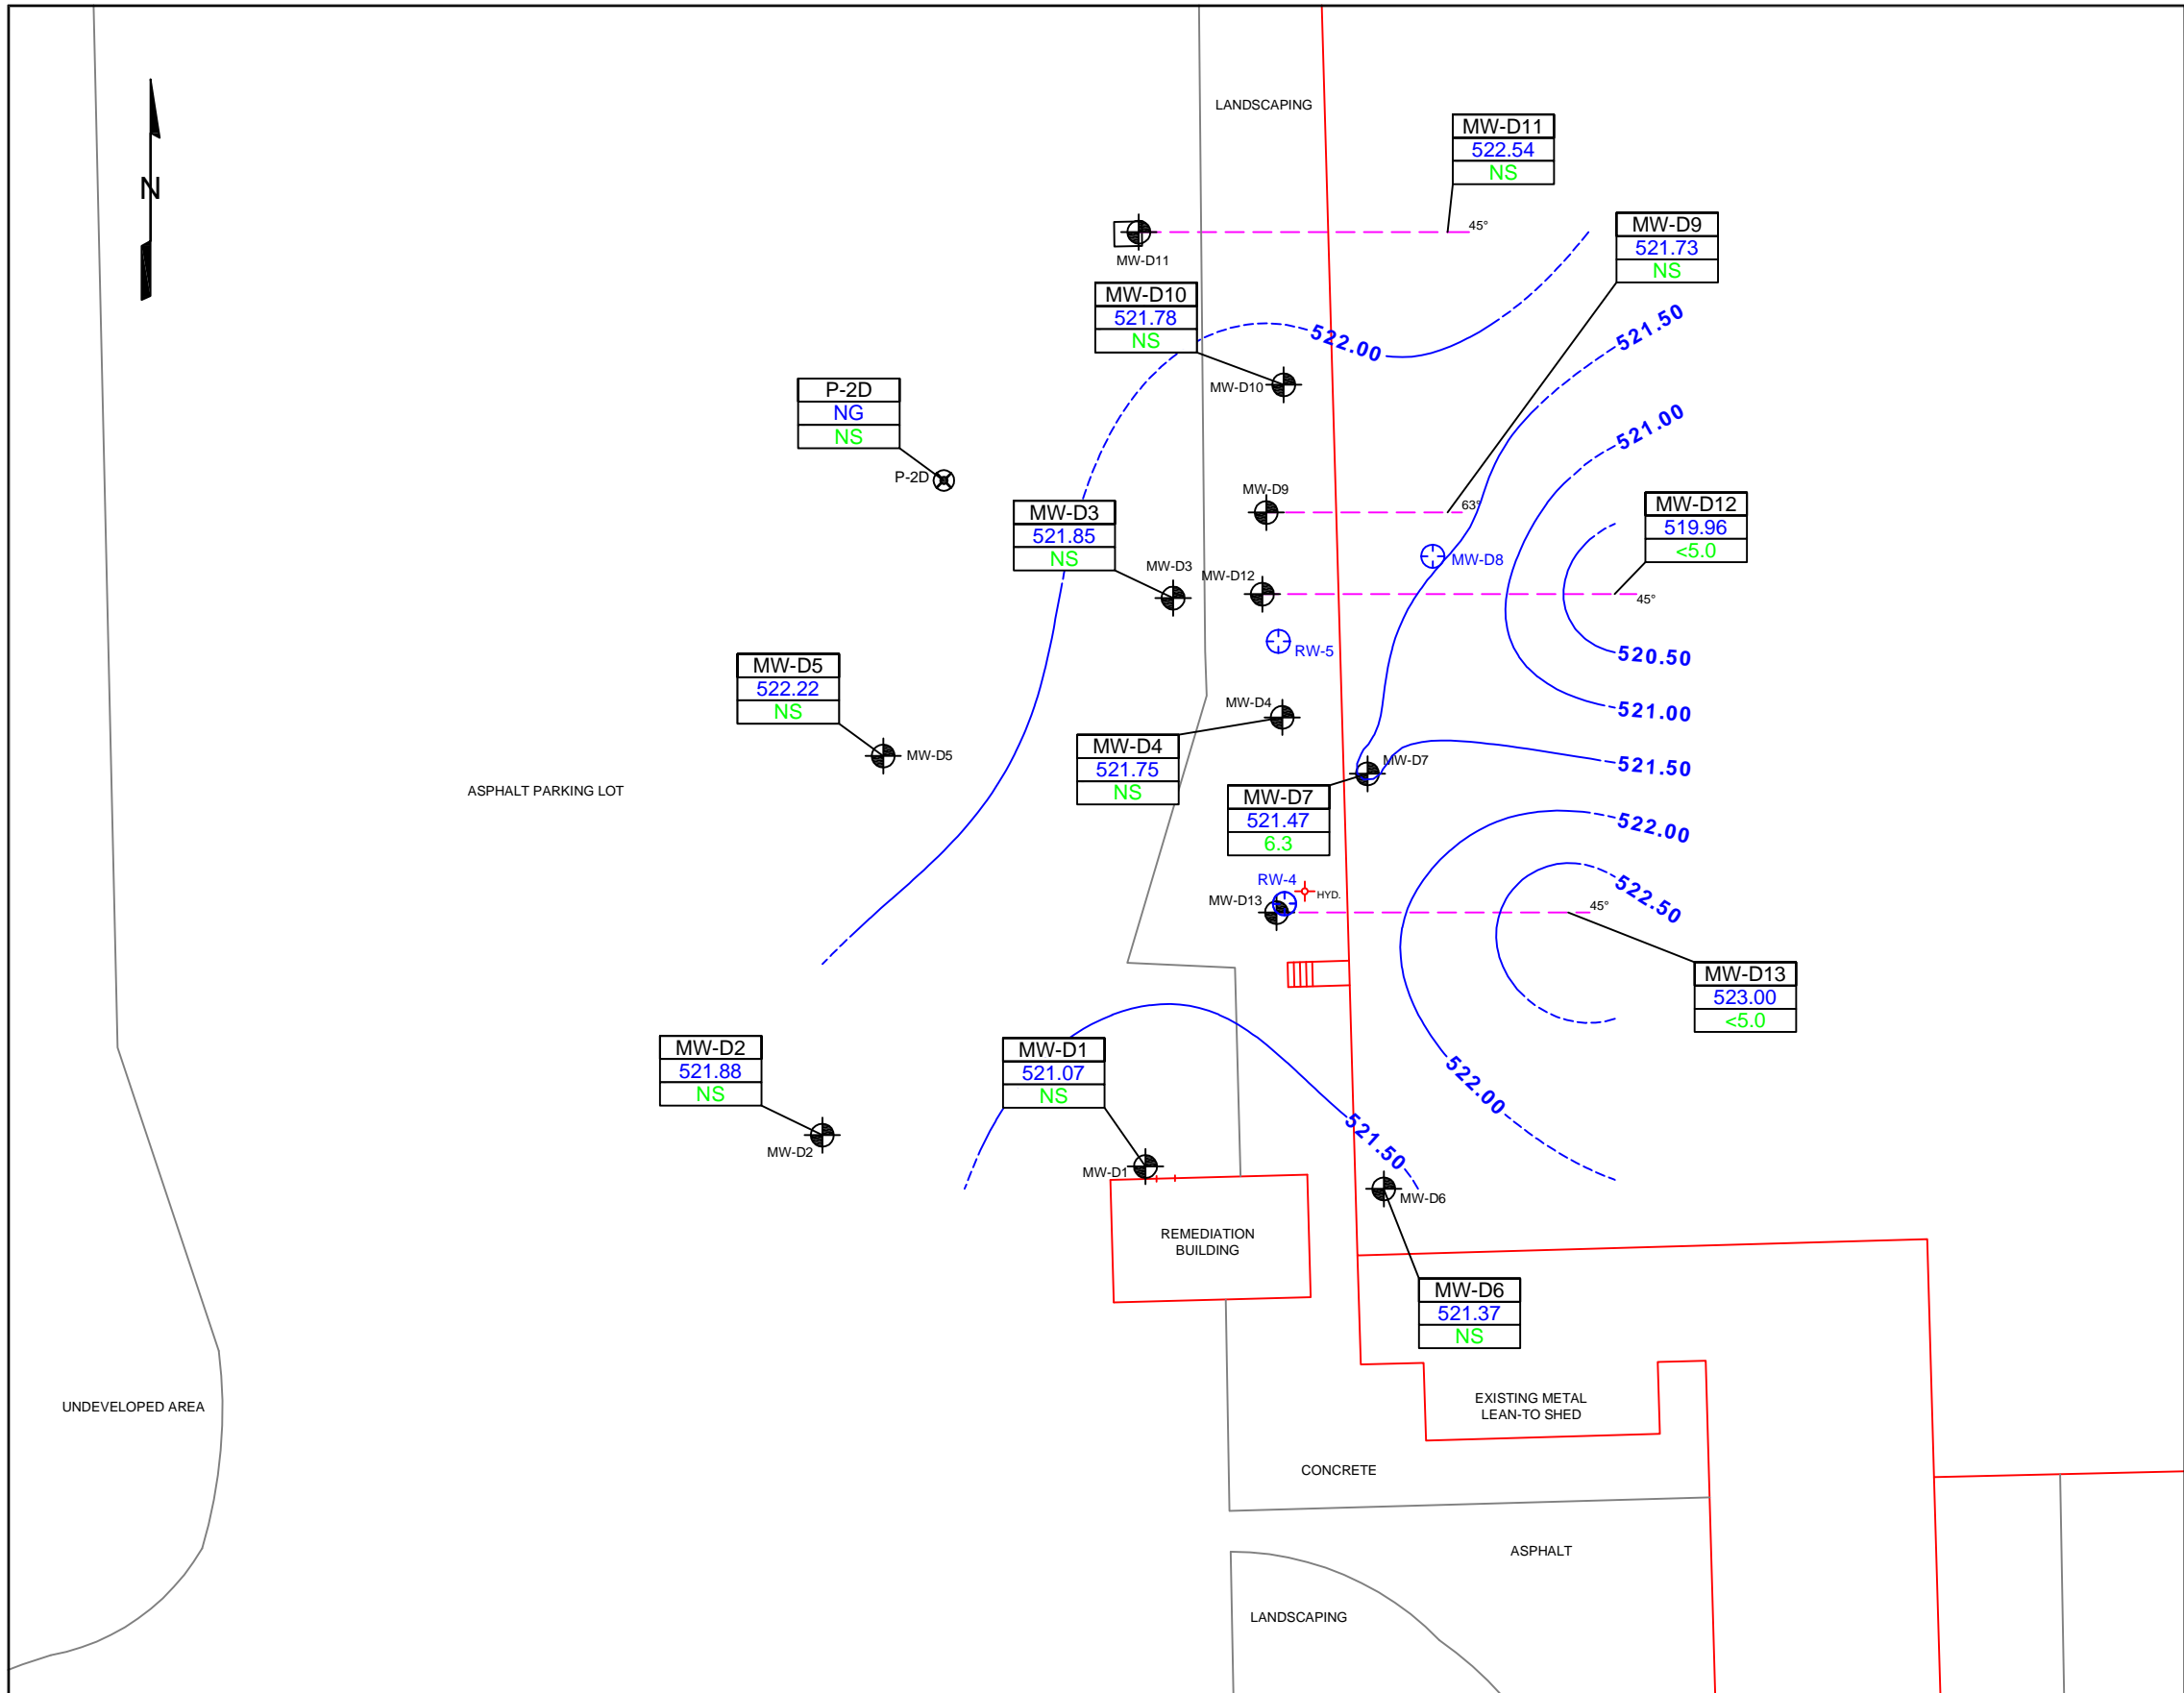 LANDSCAPING
MW-D11
522.54
NS
N
45°
MW-D11
MW-D9
521.73
NS
MW-D10
521.78
NS
522.00
521.50
MW-D10
P-2D
NG
NS
P-2D
521.00
MW-D9
63°
MW-D3
521.85
NS
MW-D12
519.96
<5.0
MW-D3
MW-D12
MW-D8
45°
RW-5
520.50
MW-D5
522.22
NS
MW-D5
MW-D4
521.00
MW-D4
521.75
NS
MW-D7
521.50
ASPHALT PARKING LOT
MW-D7
521.47
6.3
522.00
RW-4
HYD.
MW-D13
522.50
45°
MW-D13
523.00
<5.0
MW-D2
521.88
NS
MW-D2
MW-D1
521.07
NS
MW-D1
522.00
521.50
MW-D6
REMEDIATION
BUILDING
MW-D6
521.37
NS
UNDEVELOPED AREA
EXISTING METAL
LEAN-TO SHED
CONCRETE
ASPHALT
LANDSCAPING